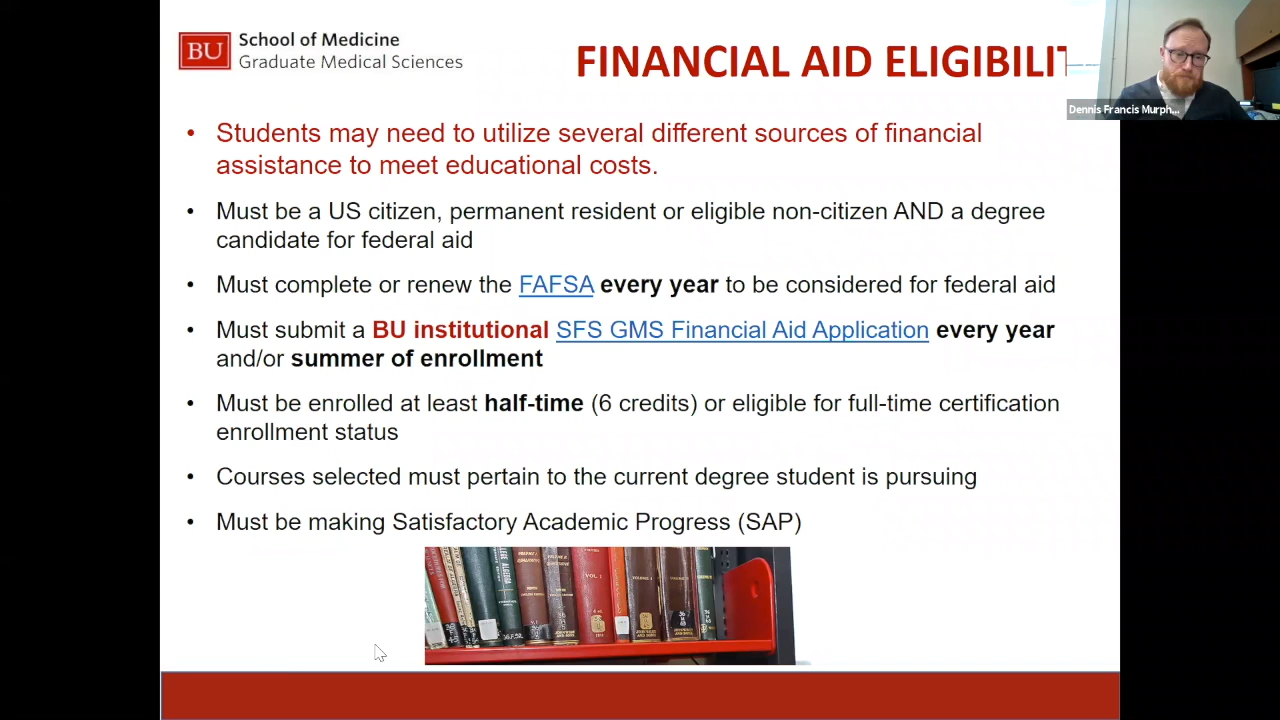 BU
School of Medicine
Graduate Medical Sciences
FINANCIAL AID ELIGIBILIT
Dennis Francis Murph...
• Students may need to utilize several different sources of financial
assistance to meet educational costs.
• Must be a US citizen, permanent resident or eligible non-citizen AND a degree
candidate for federal aid
• Must complete or renew the FAFSA every year to be considered for federal aid
• Must submit a BU institutional SFS GMS Financial Aid Application every year
and/or summer of enrollment
• Must be enrolled at least half-time (6 credits) or eligible for full-time certification
enrollment status
• Courses selected must pertain to the current degree student is pursuing
• Must be making Satisfactory Academic Progress (SAP)
VOL. 1